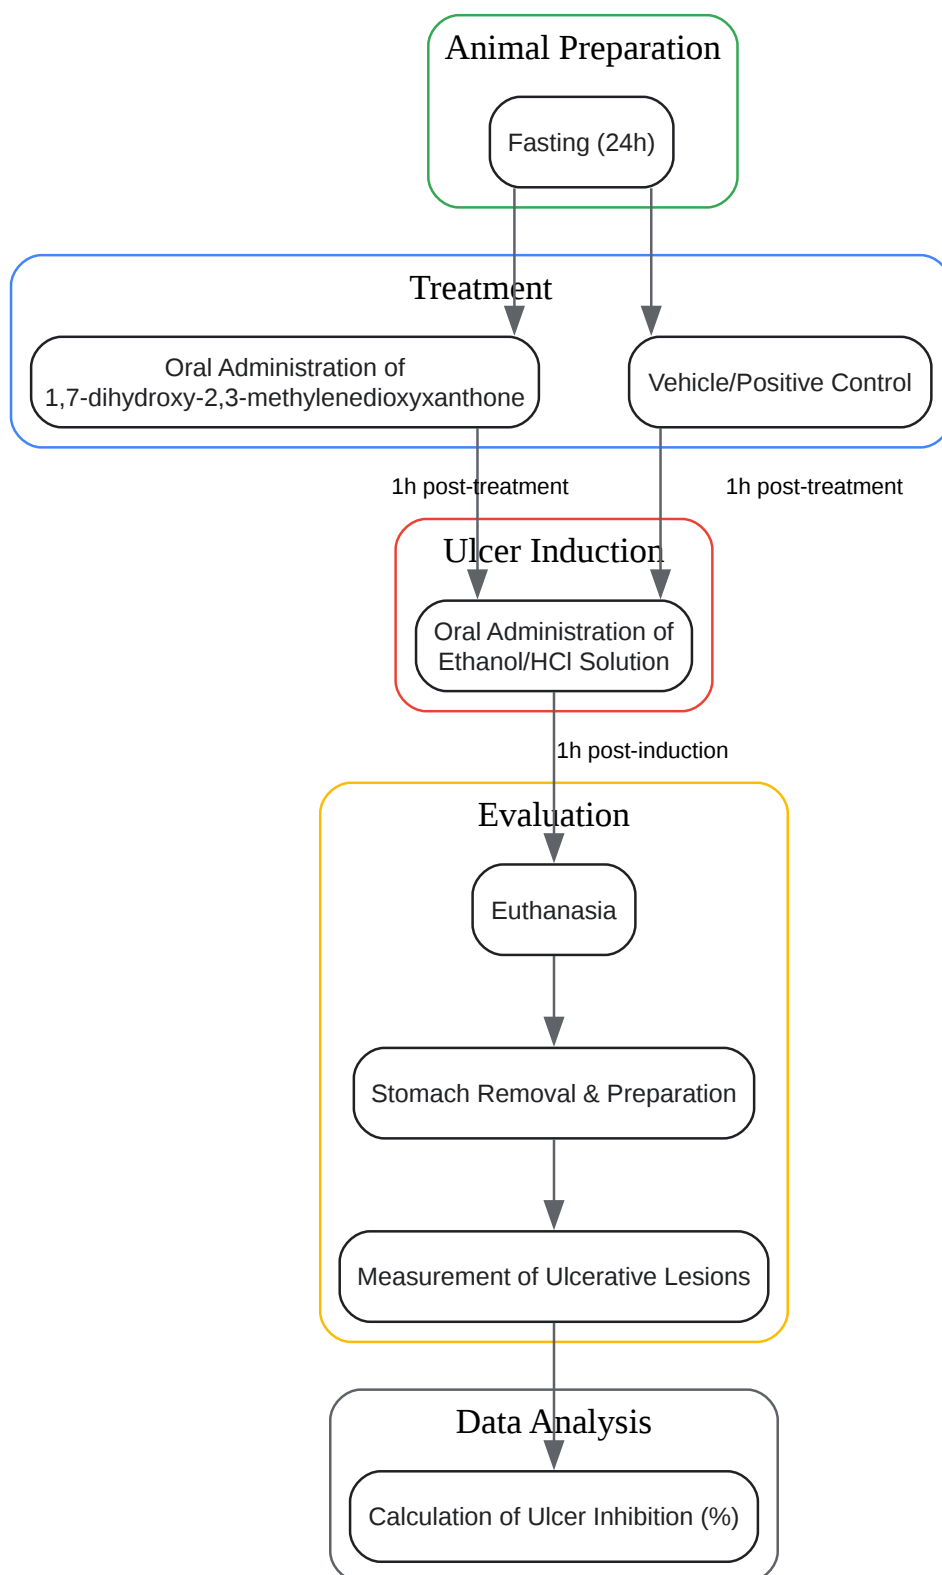 Animal Preparation
Fasting (24h)
Treatment
Oral Administration of
1,7-dihydroxy-2,3-methylenedioxyxanthone
Vehicle/Positive Control
1h post-treatment
1h post-treatment
Ulcer Induction
Oral Administration of
Ethanol/HCl Solution
1h post-induction
Evaluation
Euthanasia
Stomach Removal & Preparation
Measurement of Ulcerative Lesions
Data Analysis
Calculation of Ulcer Inhibition (%)